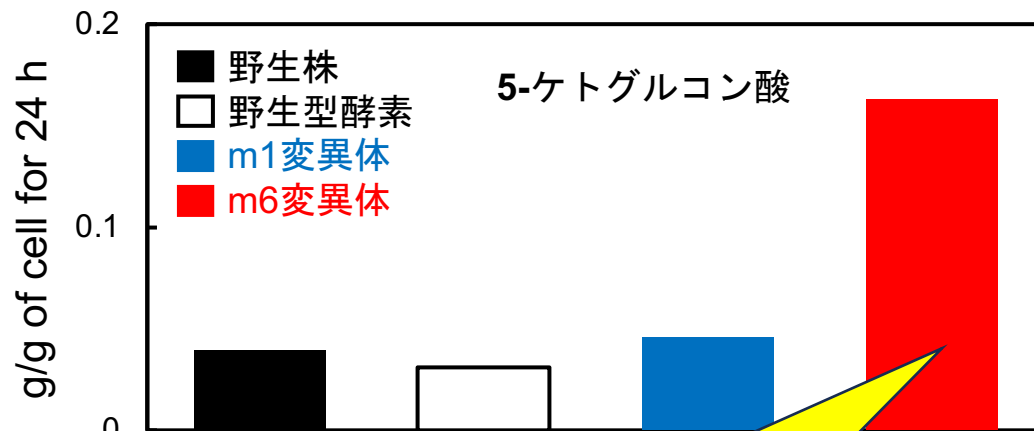 0.2
野生株
野生型酵素
m1変異体
m6変異体
5-ケトグルコン酸
g/g of cell for 24 h
0.1
0